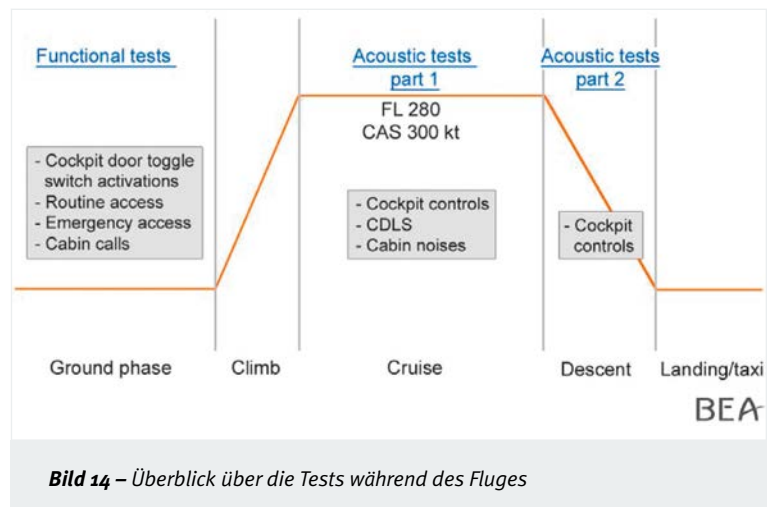 Functional tests
Acoustic tests
part 1
Acoustic tests
part 2
FL 280
CAS 300 kt
- Cockpit door toggle
switch activations
- Routine access
- Emergency access
- Cabin calls
- Cockpit controls
- CDLS
- Cabin noises
- Cockpit
controls
Ground phase
Climb
Cruise
Descent
Landing/taxi
BEA
Bild 14 – Überblick über die Tests während des Fluges